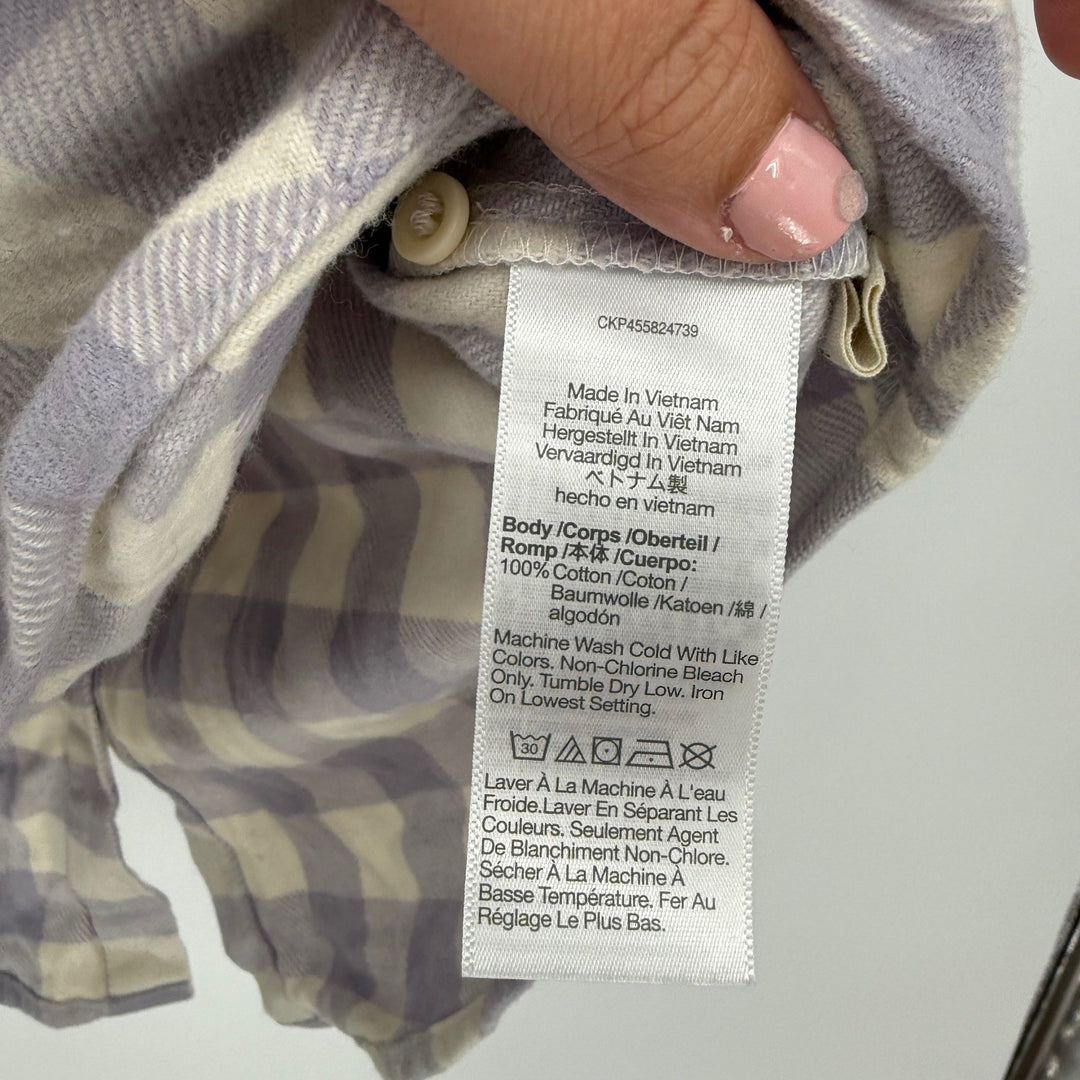 CKP455824739
Made In Vietnam
Fabriqué Au Viêt Nam
Hergestellt In Vietnam
Vervaardigd In Vietnam
ベトナム製
hecho en vietnam
Body /Corps /Oberteil /
Romp /本体 /Cuerpo:
100% Cotton /Coton /
Baumwolle /Katoen /綿 /
algodón
Machine Wash Cold With Like
Colors. Non-Chlorine Bleach
Only. Tumble Dry Low. Iron
On Lowest Setting.
30
Laver À La Machine À L'eau
Froide.Laver En Séparant Les
Couleurs. Seulement Agent
De Blanchiment Non-Chlore.
Sécher À La Machine À
Basse Température. Fer Au
Réglage Le Plus Bas.